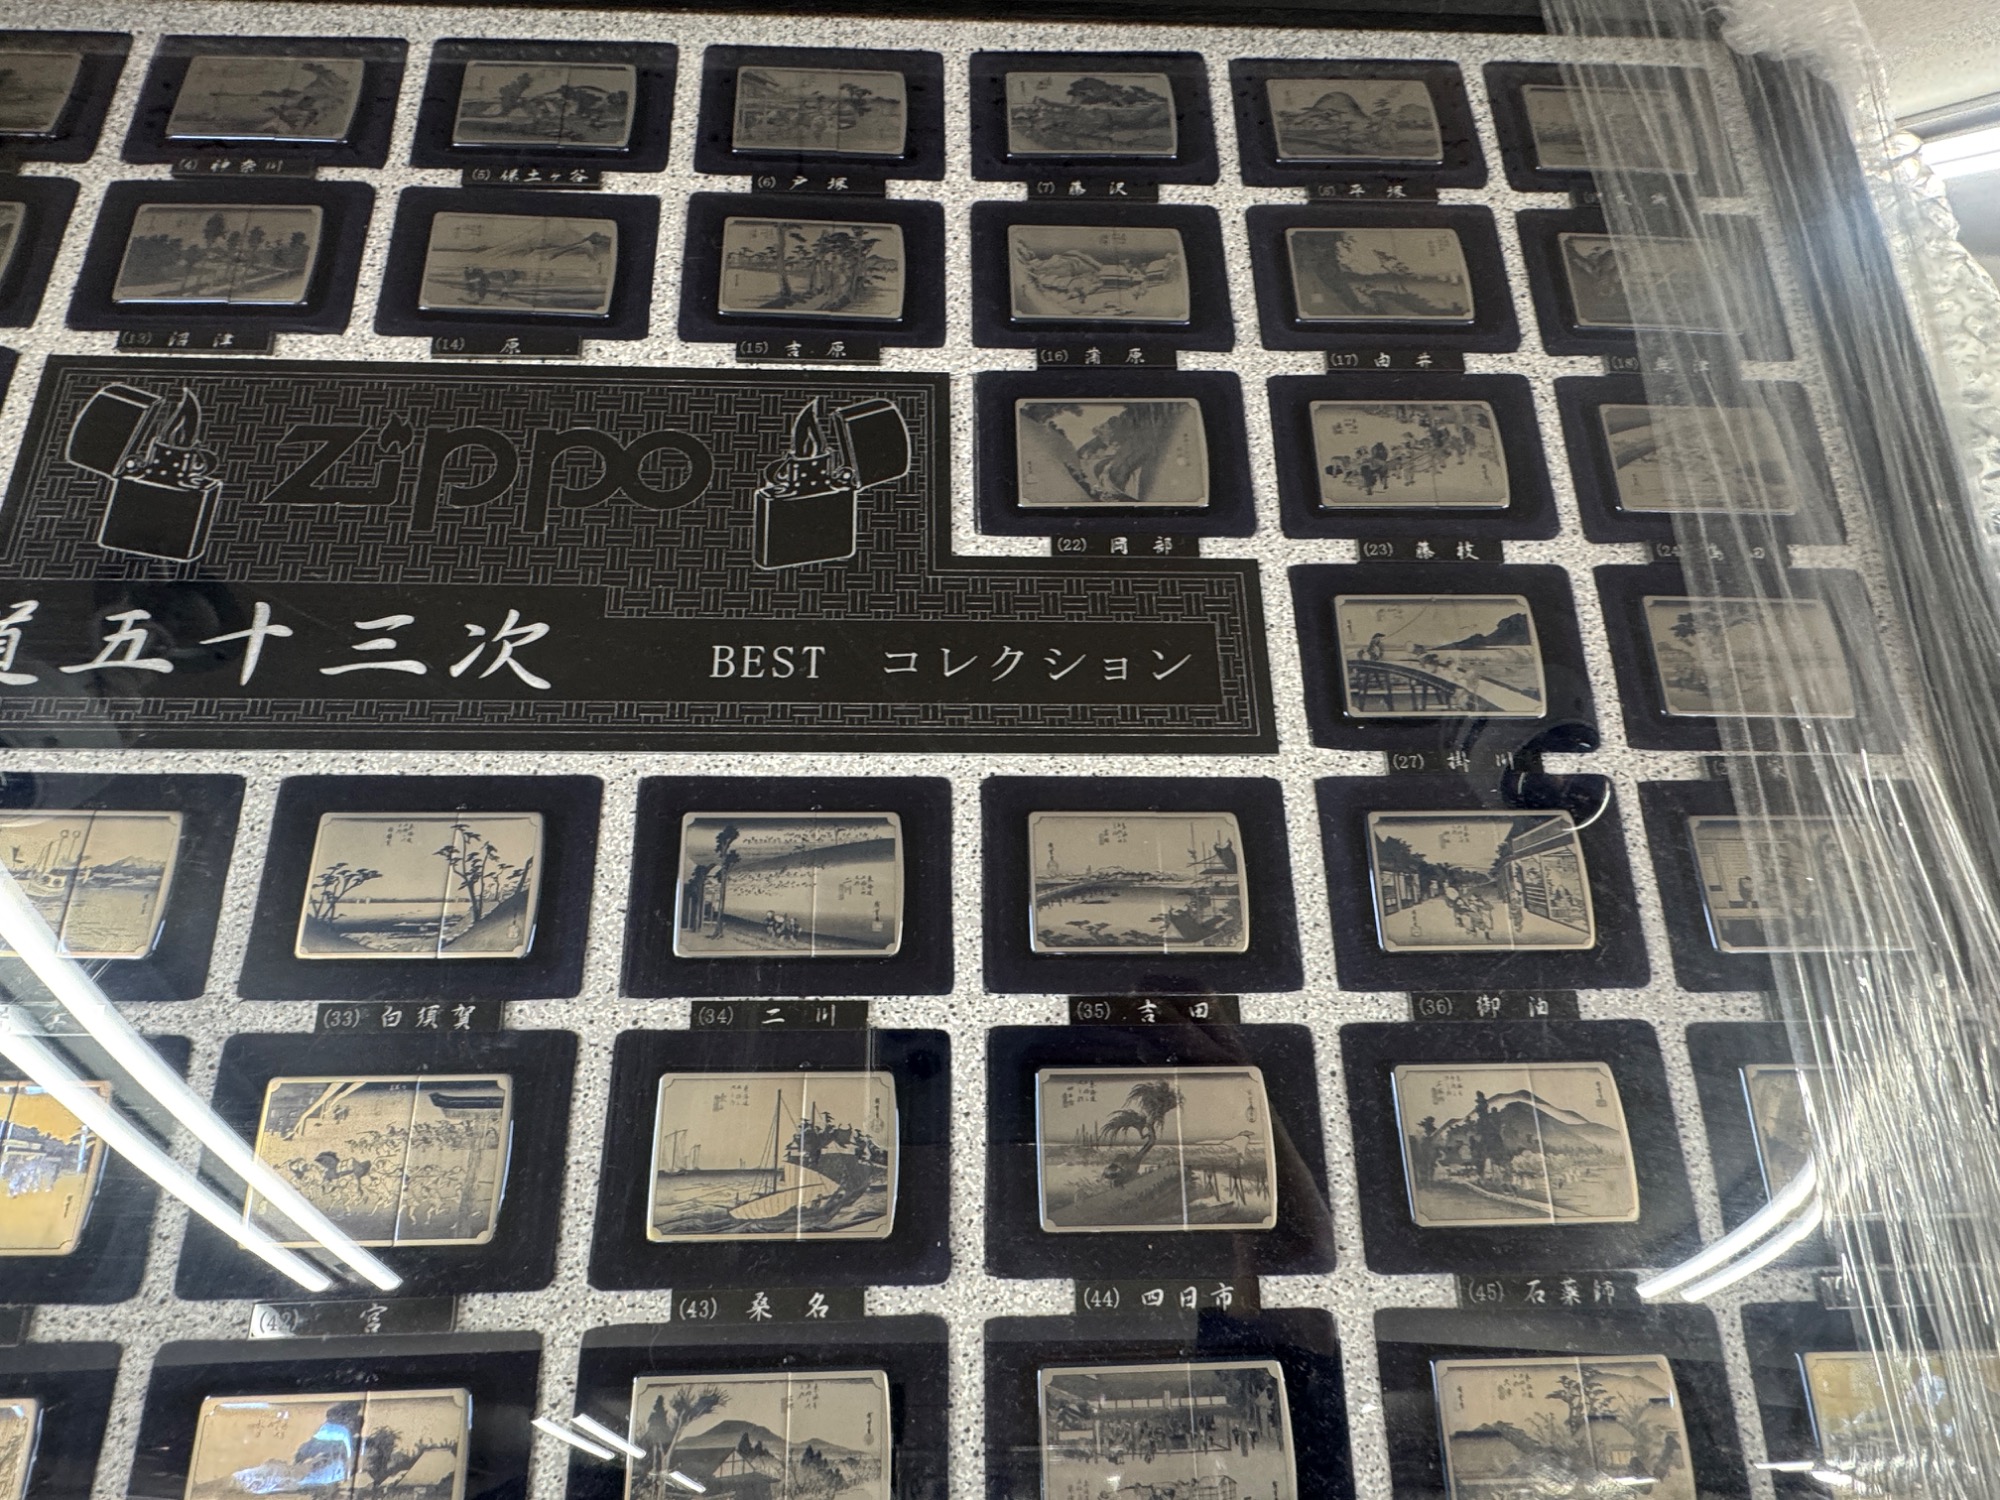 (4) 神奈川
(5) 保土ヶ谷
(6) 戸塚
(7) 藤沢
(8) 平塚
(13) 沼津
(14) 原
(15) 吉原
(16) 蒲原
(17) 由井
(18)
zippo
(22) 岡部
(23) 藤枝
(24)
道五十三次 BEST コレクション
(27) 掛川
(33) 白須賀
(34) 二川
(35) 吉田
(36) 御油
(42) 宮
(43) 桑名
(44) 四日市
(45) 石薬師